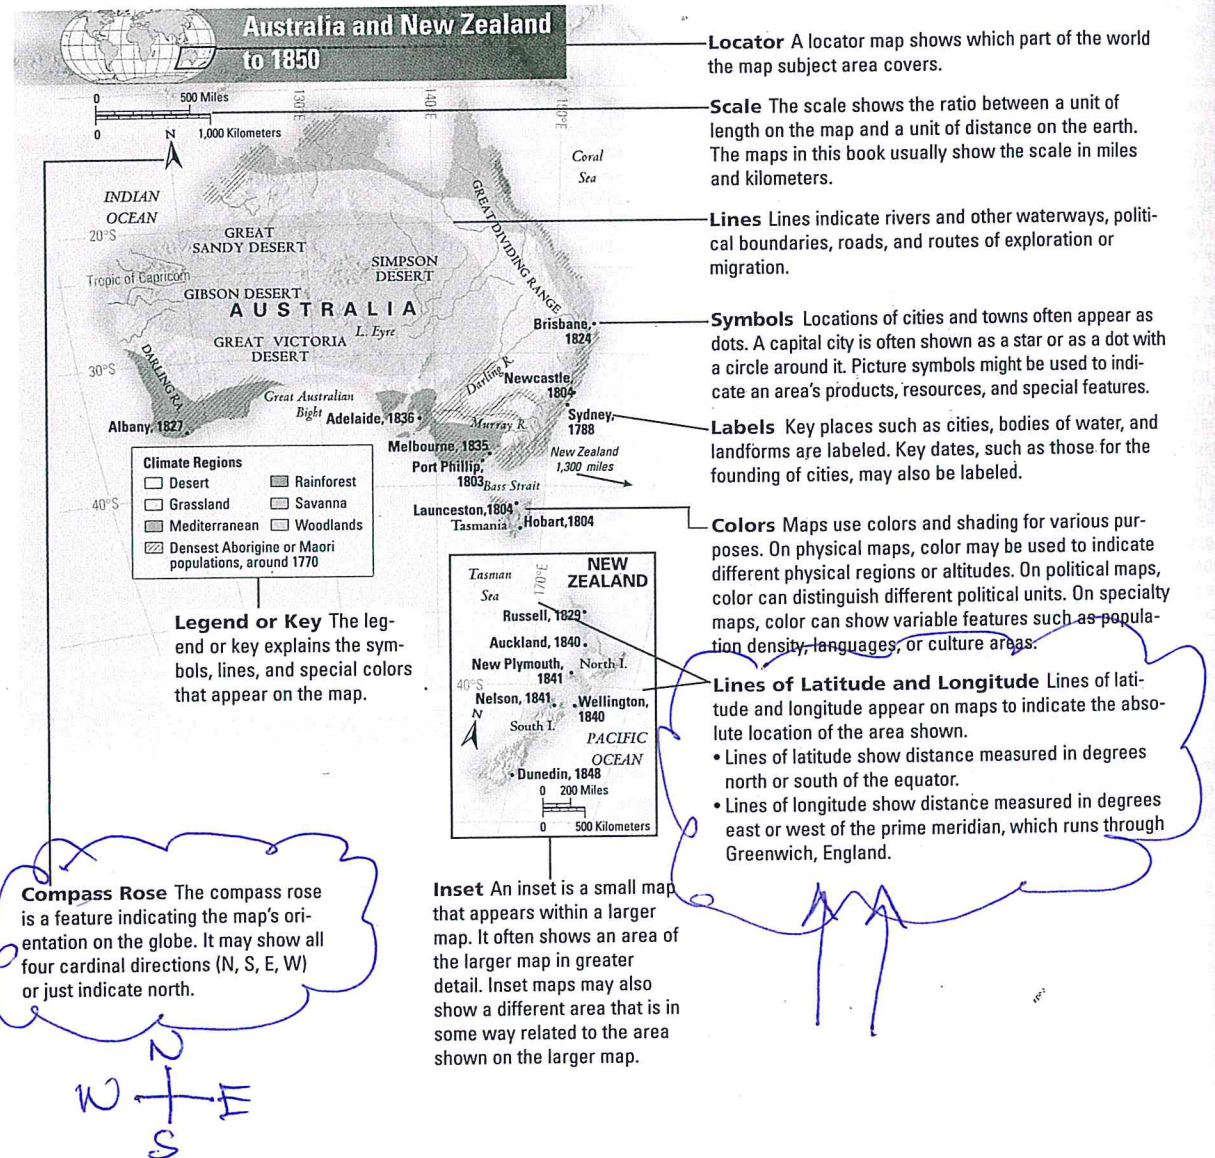 Australia and New Zealand
to 1850
0 500 Miles
0 1,000 Kilometers
N
130°E
140°E
150°E
Coral
Sea
INDIAN
OCEAN
20°S
GREAT
SANDY DESERT
GREAT DIVIDING RANGE
SIMPSON
DESERT
Tropic of Capricorn
GIBSON DESERT
AUSTRALIA
L. Eyre
Brisbane,
1824
GREAT VICTORIA
DESERT
30°S
DARLING RA.
Darling R.
Newcastle,
1804
Great Australian
Bight
Adelaide, 1836
Sydney,
1788
Albany, 1827
Murray R.
Melbourne, 1835
Port Phillip,
1803
New Zealand
1,300 miles
Bass Strait
40°S
Launceston, 1804
Tasmania
Hobart, 1804
Climate Regions
Desert Rainforest
Grassland Savanna
Mediterranean Woodlands
Densest Aborigine or Maori
populations, around 1770
Legend or Key The leg-
end or key explains the sym-
bols, lines, and special colors
that appear on the map.
NEW
ZEALAND
Tasman
Sea
170°E
Russell, 1829
Auckland, 1840
New Plymouth,
1841
North I.
40°S
Nelson, 1841
Wellington,
1840
N
South I.
PACIFIC
OCEAN
Dunedin, 1848
0 200 Miles
0 500 Kilometers
Locator A locator map shows which part of the world
the map subject area covers.
Scale The scale shows the ratio between a unit of
length on the map and a unit of distance on the earth.
The maps in this book usually show the scale in miles
and kilometers.
Lines Lines indicate rivers and other waterways, politi-
cal boundaries, roads, and routes of exploration or
migration.
Symbols Locations of cities and towns often appear as
dots. A capital city is often shown as a star or as a dot with
a circle around it. Picture symbols might be used to indi-
cate an area's products, resources, and special features.
Labels Key places such as cities, bodies of water, and
landforms are labeled. Key dates, such as those for the
founding of cities, may also be labeled.
Colors Maps use colors and shading for various pur-
poses. On physical maps, color may be used to indicate
different physical regions or altitudes. On political maps,
color can distinguish different political units. On specialty
maps, color can show variable features such as popula-
tion density, languages, or culture areas.
Lines of Latitude and Longitude Lines of lati-
tude and longitude appear on maps to indicate the abso-
lute location of the area shown.
• Lines of latitude show distance measured in degrees
north or south of the equator.
• Lines of longitude show distance measured in degrees
east or west of the prime meridian, which runs through
Greenwich, England.
Compass Rose The compass rose
is a feature indicating the map's ori-
entation on the globe. It may show all
four cardinal directions (N, S, E, W)
or just indicate north.
Inset An inset is a small map
that appears within a larger
map. It often shows an area of
the larger map in greater
detail. Inset maps may also
show a different area that is in
some way related to the area
shown on the larger map.
N
W E
S